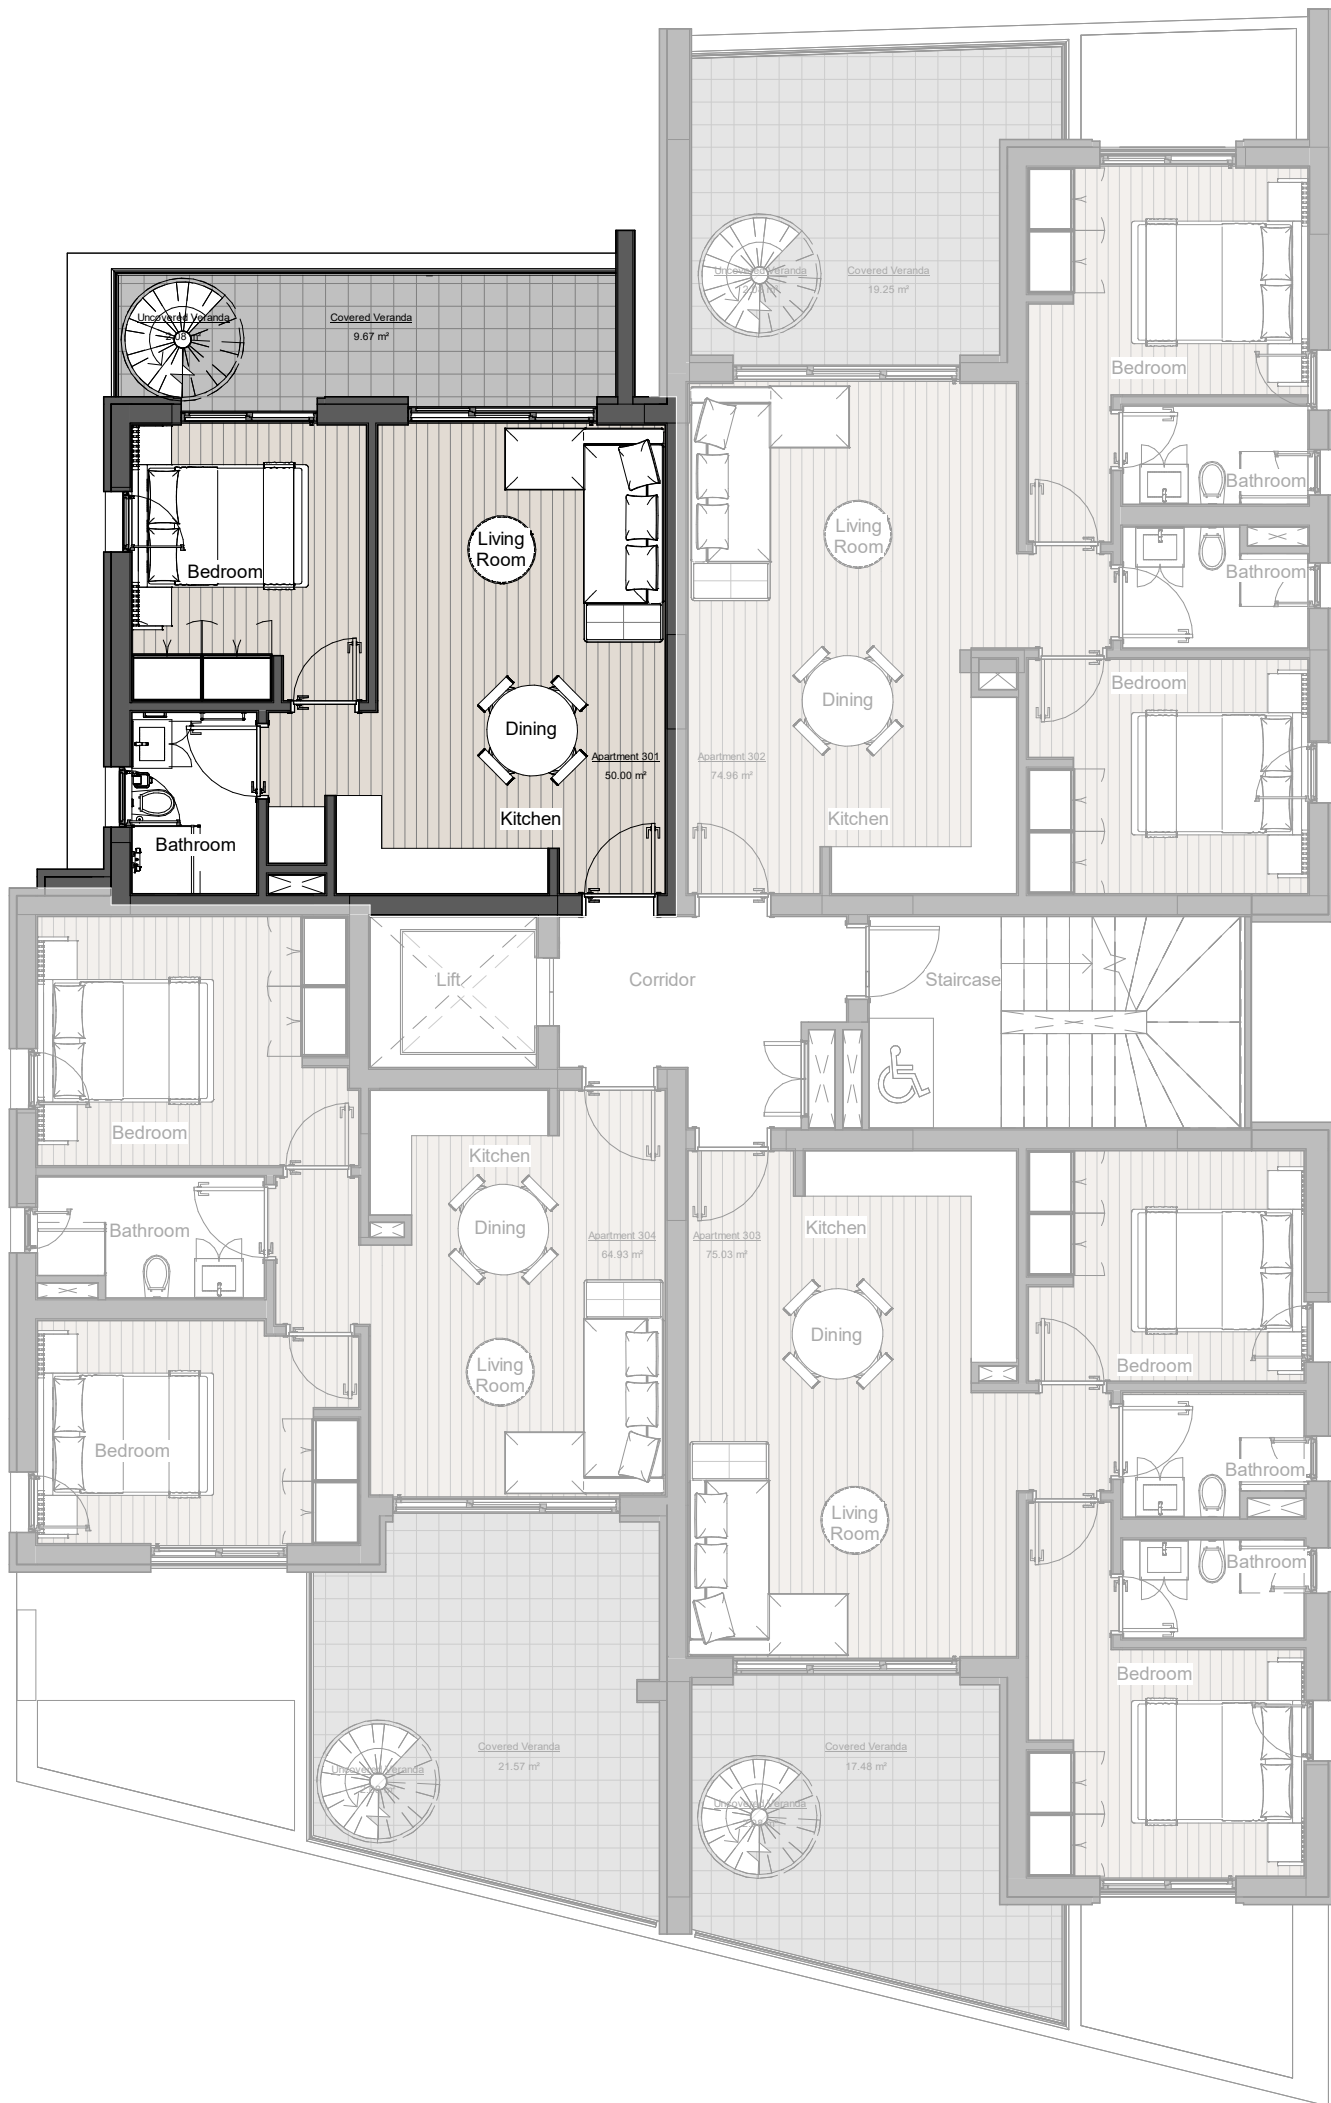 Uncovered Veranda
Covered Veranda
19.25 m²
Uncovered Veranda
2.08 m²
Covered Veranda
9.67 m²
Bedroom
Bathroom
Living
Room
Living
Room
Bedroom
Bathroom
Bedroom
Dining
Dining
Apartment 301
50.00 m²
Apartment 302
74.96 m²
Kitchen
Kitchen
Bathroom
Lift
Corridor
Staircase
Bedroom
Kitchen
Bathroom
Dining
Apartment 304
64.93 m²
Apartment 303
75.03 m²
Kitchen
Dining
Living
Room
Bedroom
Bedroom
Bathroom
Living
Room
Bathroom
Bedroom
Covered Veranda
21.57 m²
Uncovered Veranda
Covered Veranda
17.48 m²
Uncovered Veranda